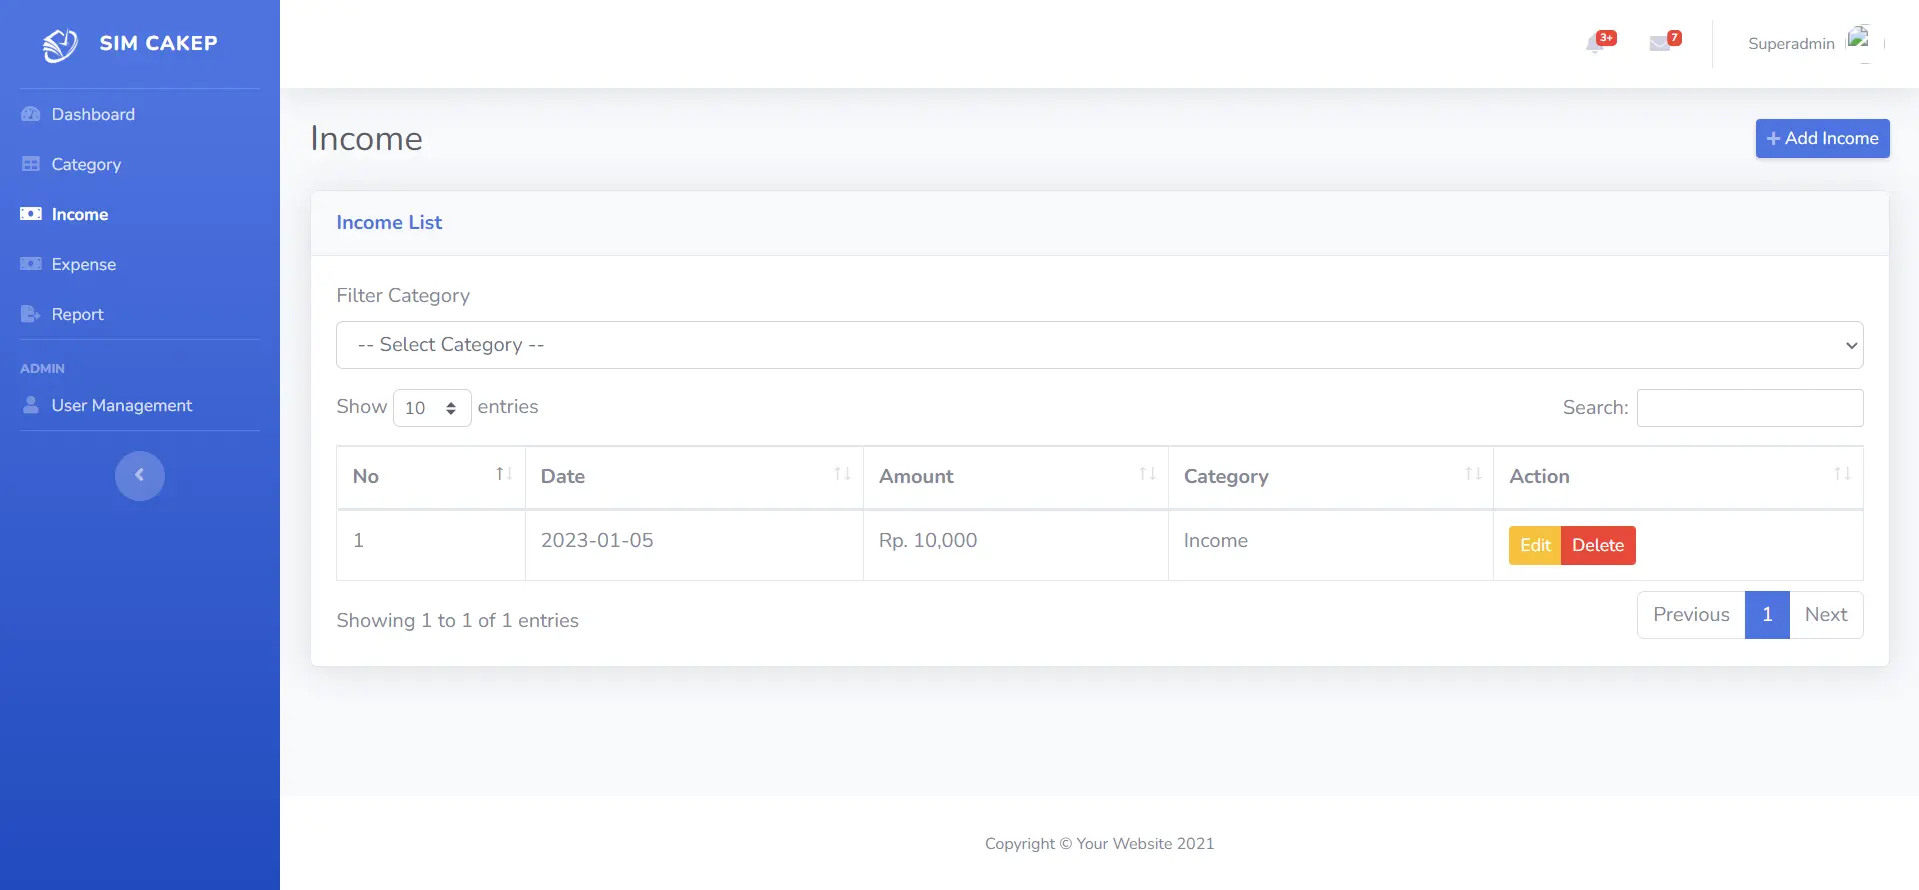 SIM CAKEP
Dashboard
Category
Income
Expense
Report
ADMIN
User Management
3+
7
Superadmin
Income
+ Add Income
Income List
Filter Category
-- Select Category --
Show 10 entries
Search:
No Date Amount Category Action
1 2023-01-05 Rp. 10,000 Income Edit Delete
Showing 1 to 1 of 1 entries
Previous 1 Next
Copyright © Your Website 2021